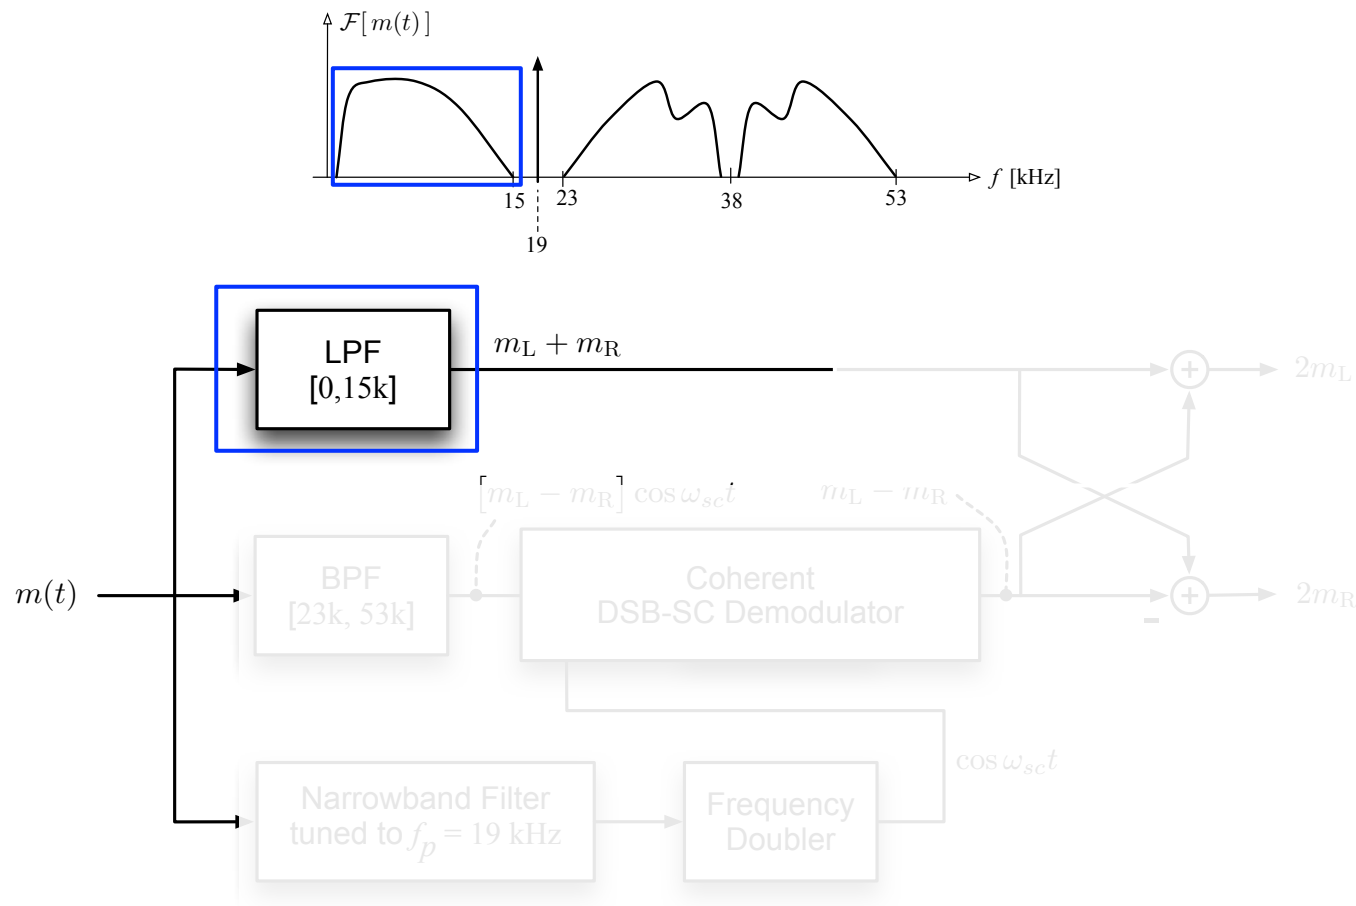 ℱ[m(t)]
f [kHz]
15 23 38 53
19
LPF
[0,15k]
m_L + m_R
2m_L
[m_L − m_R] cos ω_sc t
m_L − m_R
m(t)
BPF
[23k, 53k]
Coherent
DSB-SC Demodulator
+
+
-
2m_R
cos ω_sc t
Narrowband Filter
tuned to f_p = 19 kHz
Frequency
Doubler